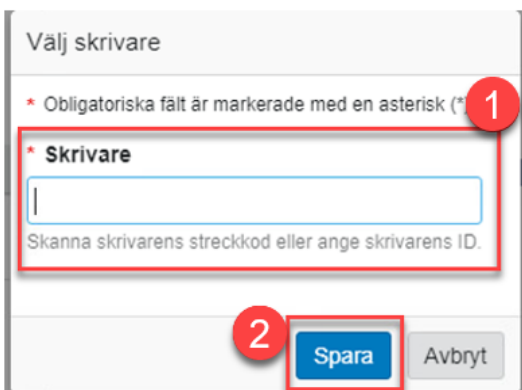 Välj skrivare
* Obligatoriska fält är markerade med en asterisk (*)
1
* Skrivare
Skanna skrivarens streckkod eller ange skrivarens ID.
2
Spara Avbryt